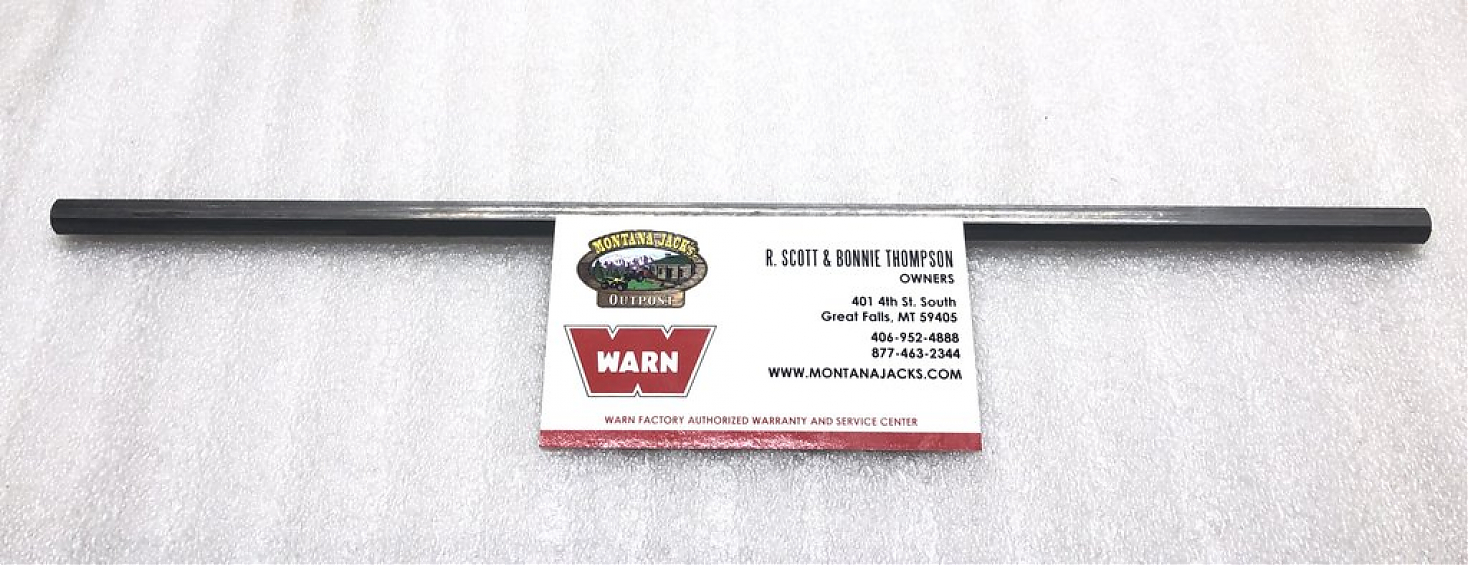 MONTANA JACK'S
OUTPOST
WARN
R. SCOTT & BONNIE THOMPSON
OWNERS
401 4th St. South
Great Falls, MT 59405
406-952-4888
877-463-2344
WWW.MONTANAJACKS.COM
WARN FACTORY AUTHORIZED WARRANTY AND SERVICE CENTER